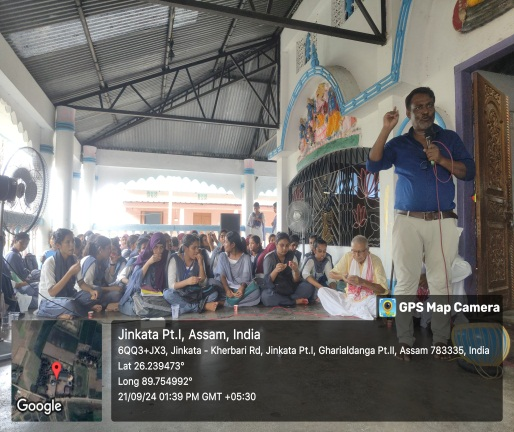 GPS Map Camera
Jinkata Pt.I, Assam, India
6QQ3+JX3, Jinkata - Kherbari Rd, Jinkata Pt.I, Gharialdanga Pt.II, Assam 783335, India
Lat 26.239473°
Long 89.754992°
21/09/24 01:39 PM GMT +05:30
Google